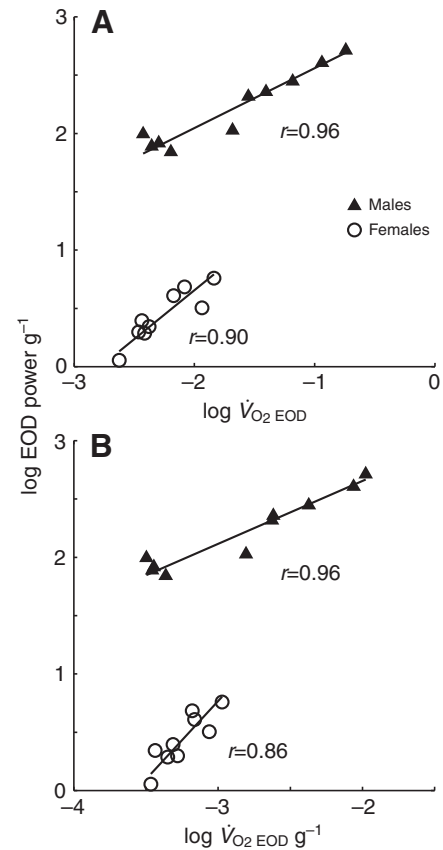 A
3
2
1
0
r=0.96
▲ Males
○ Females
r=0.90
−3 −2 −1 0
log V̇O2 EOD
log EOD power g−1
B
3
2
1
0
r=0.96
r=0.86
−4 −3 −2
log V̇O2 EOD g−1